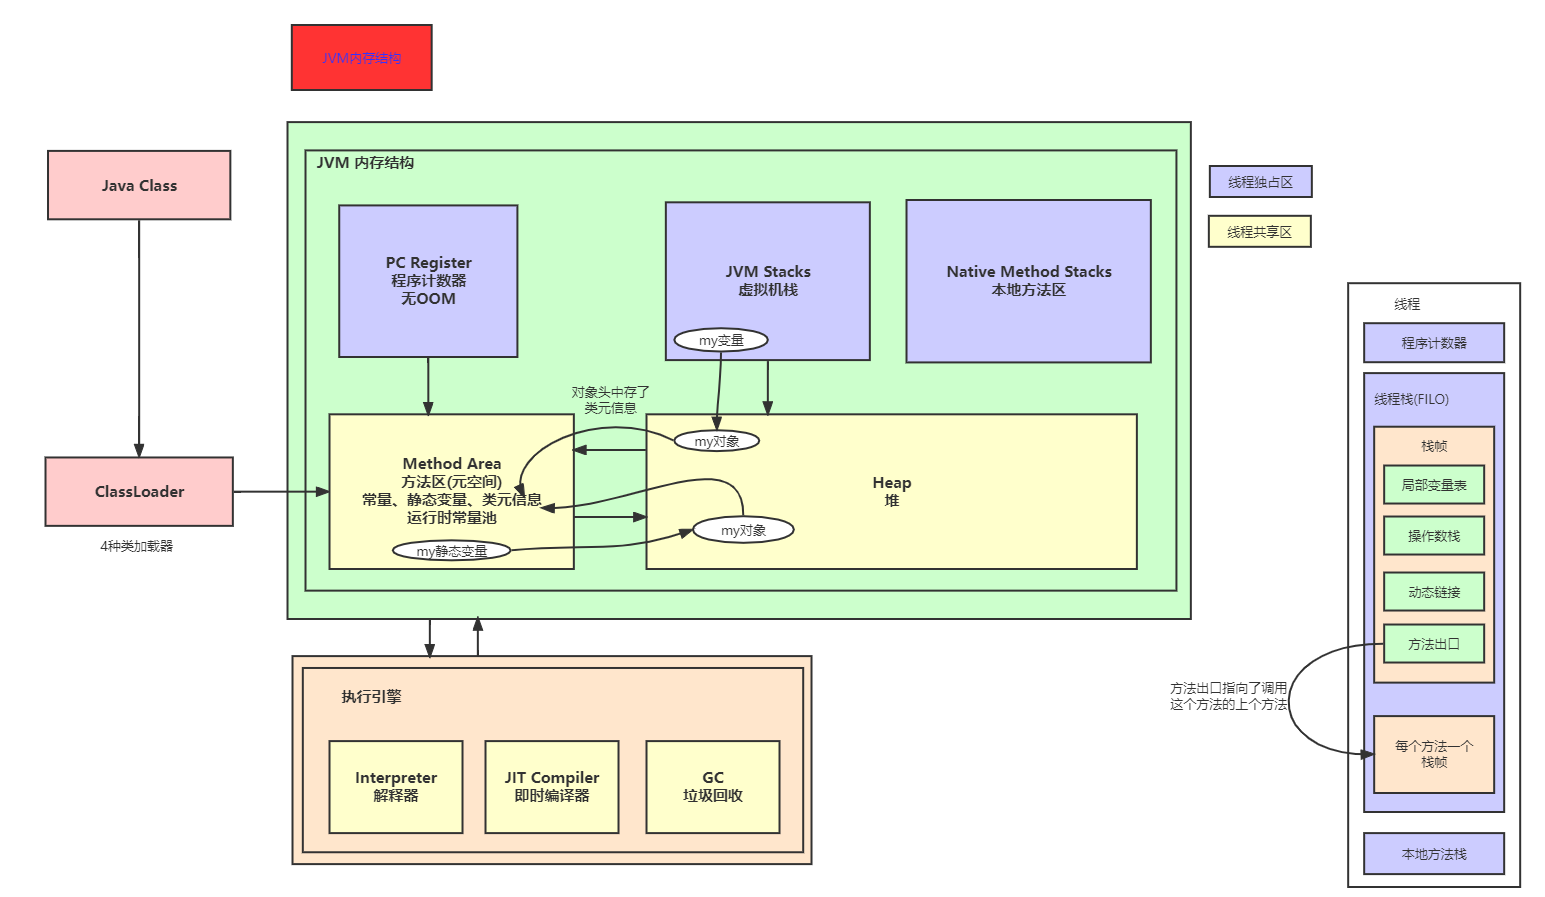 JVM内存结构
JVM 内存结构
Java Class
PC Register
程序计数器
无OOM
JVM Stacks
虚拟机栈
my变量
Native Method Stacks
本地方法区
线程独占区
线程共享区
对象头中存了
类元信息
Method Area
方法区(元空间)
常量、静态变量、类元信息
运行时常量池
my静态变量
my对象
Heap
堆
my对象
ClassLoader
4种类加载器
执行引擎
Interpreter
解释器
JIT Compiler
即时编译器
GC
垃圾回收
线程
程序计数器
线程栈(FILO)
栈帧
局部变量表
操作数栈
动态链接
方法出口
方法出口指向了调用
这个方法的上个方法
每个方法一个
栈帧
本地方法栈